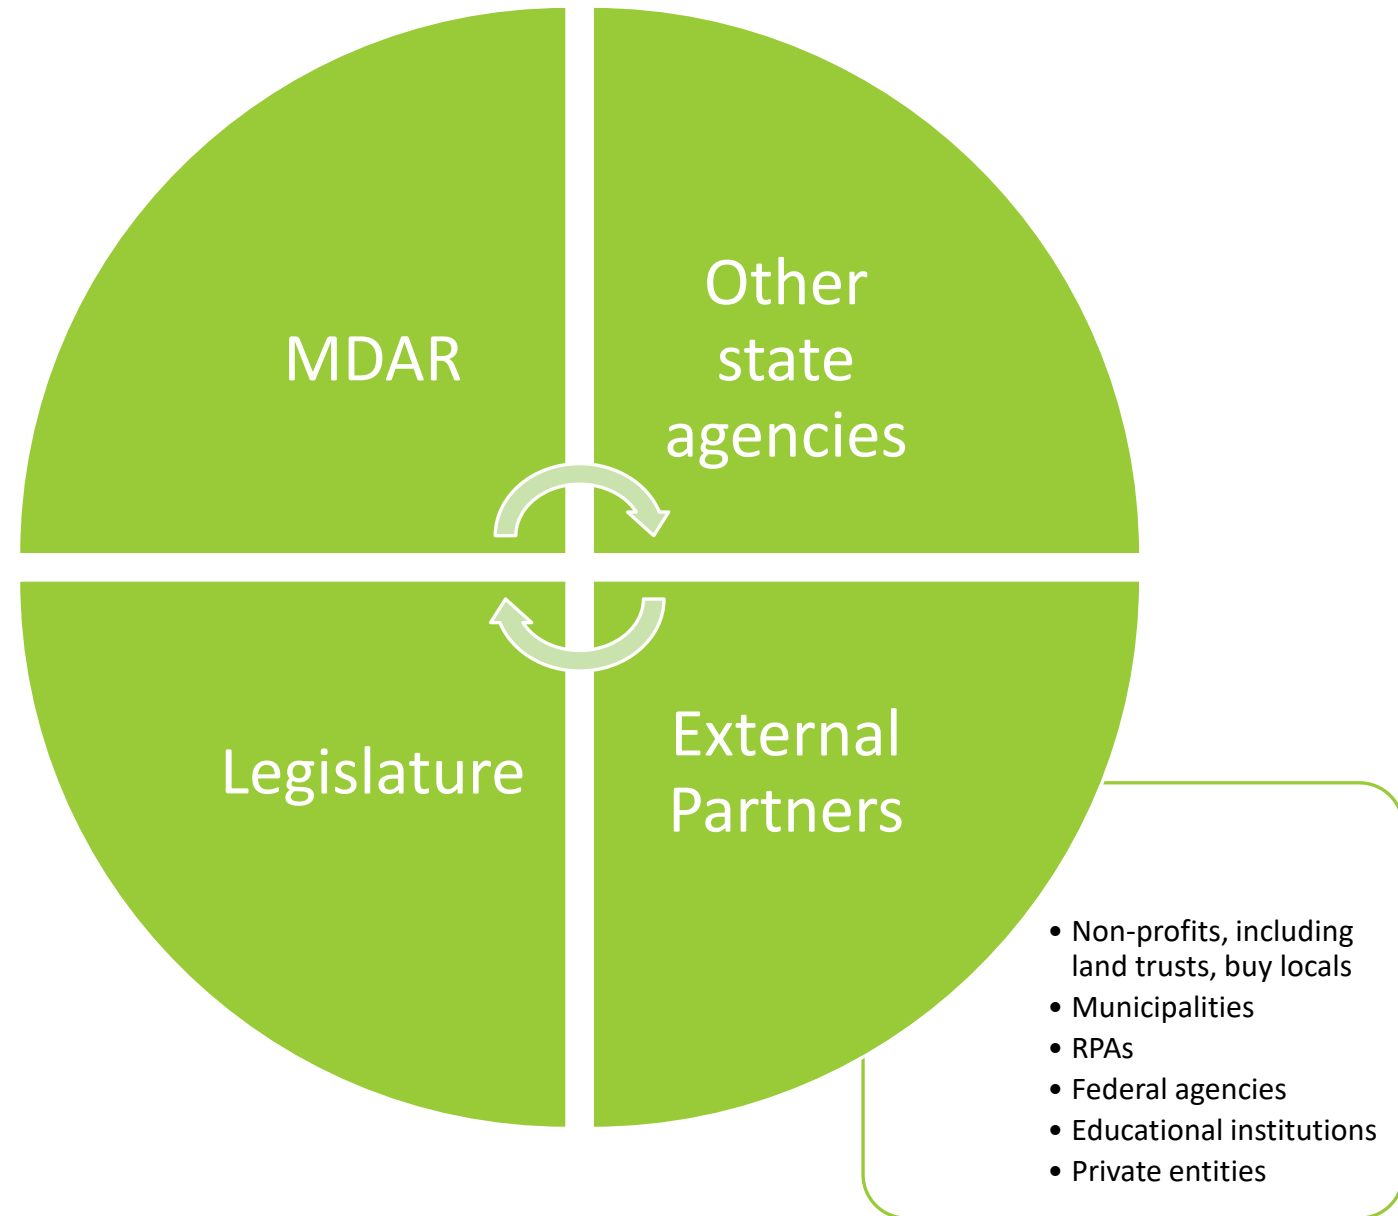 MDAR
Other
state
agencies
Legislature
External
Partners
• Non-profits, including
land trusts, buy locals
• Municipalities
• RPAs
• Federal agencies
• Educational institutions
• Private entities